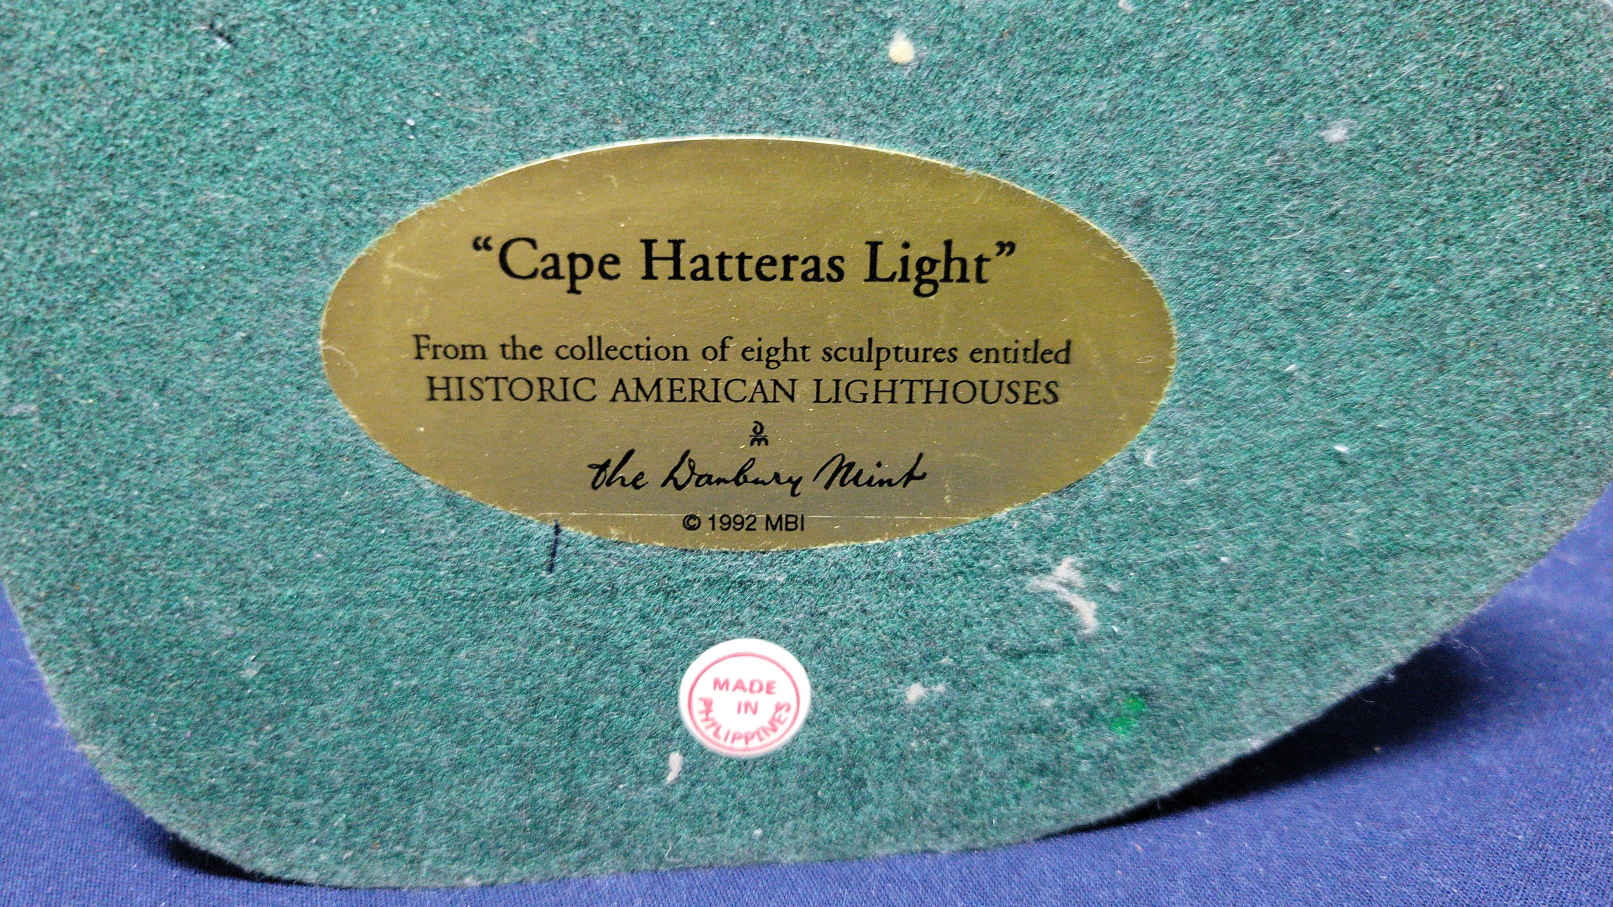 “Cape Hatteras Light”
From the collection of eight sculptures entitled
HISTORIC AMERICAN LIGHTHOUSES
the Danbury Mint
© 1992 MBI
MADE
IN
PHILIPPINES